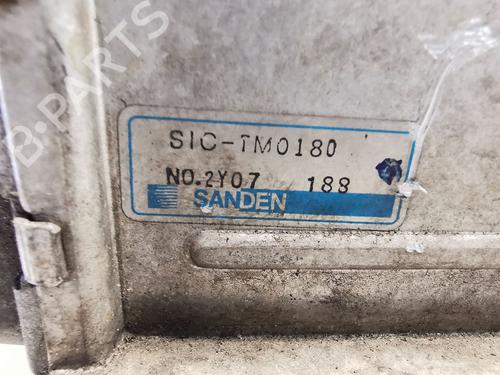 B-PARTS
SIC-TM0180
NO.2Y07 188
SANDEN